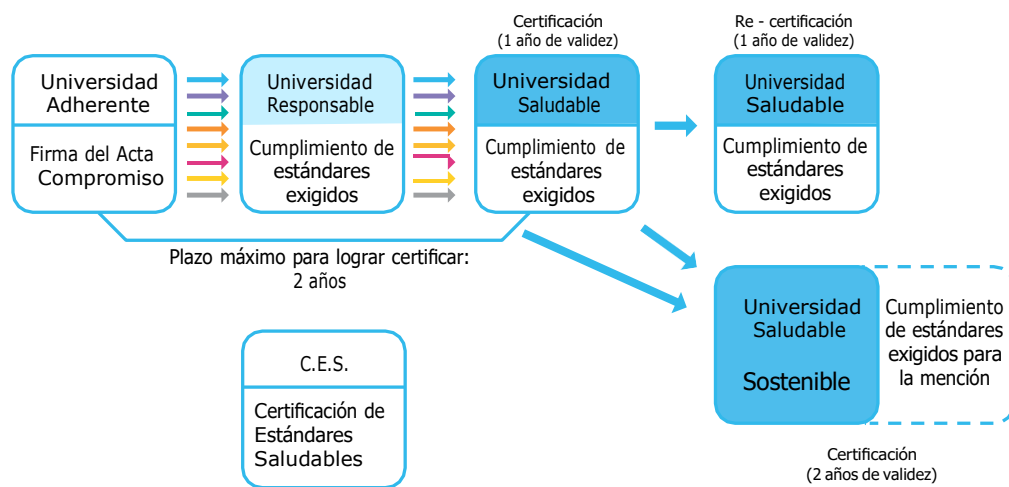 Universidad
Adherente
Firma del Acta
Compromiso
Universidad
Responsable
Cumplimiento de
estándares
exigidos
Certificación
(1 año de validez)
Universidad
Saludable
Cumplimiento de
estándares
exigidos
Re - certificación
(1 año de validez)
Universidad
Saludable
Cumplimiento de
estándares
exigidos
Plazo máximo para lograr certificar:
2 años
Universidad
Saludable
Sostenible
Cumplimiento
de estándares
exigidos para
la mención
Certificación
(2 años de validez)
C.E.S.
Certificación de
Estándares
Saludables